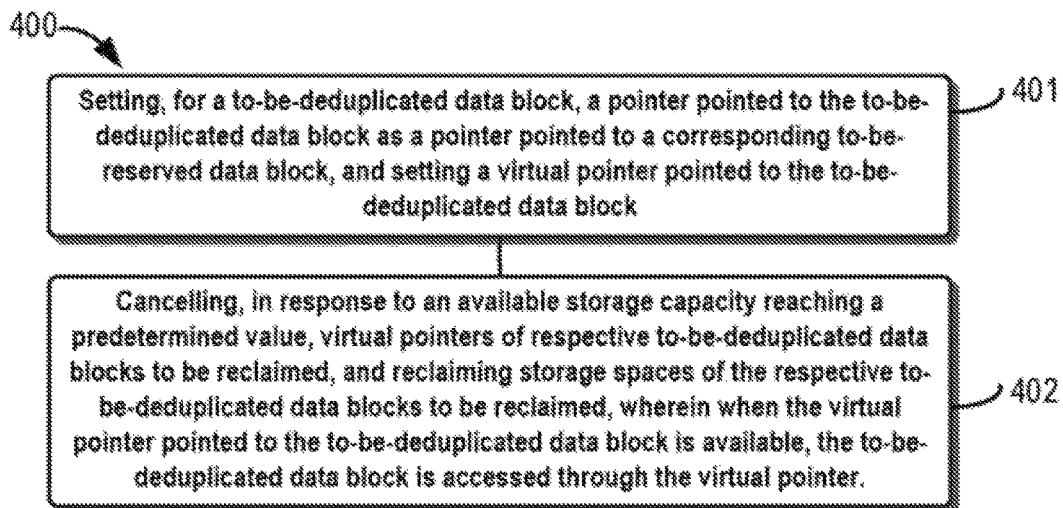 400
Setting, for a to-be-deduplicated data block, a pointer pointed to the to-be-
deduplicated data block as a pointer pointed to a corresponding to-be-
reserved data block, and setting a virtual pointer pointed to the to-be-
deduplicated data block
401
Cancelling, in response to an available storage capacity reaching a
predetermined value, virtual pointers of respective to-be-deduplicated data
blocks to be reclaimed, and reclaiming storage spaces of the respective to-
be-deduplicated data blocks to be reclaimed, wherein when the virtual
pointer pointed to the to-be-deduplicated data block is available, the to-be-
deduplicated data block is accessed through the virtual pointer.
402